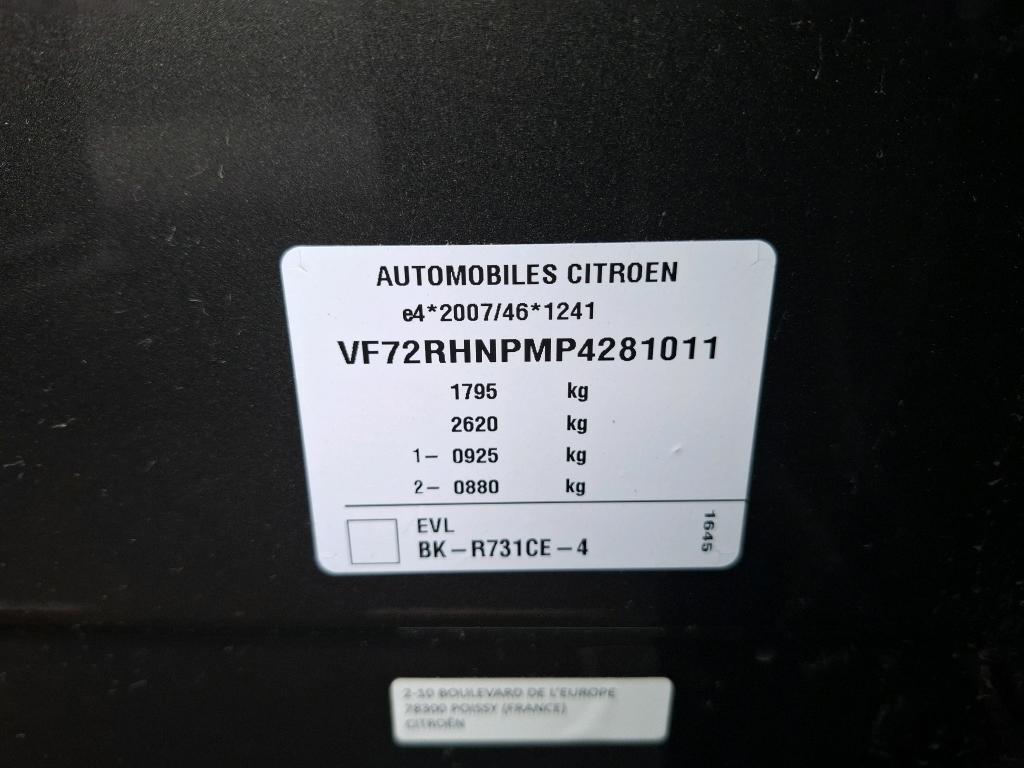 AUTOMOBILES CITROEN
e4*2007/46*1241
VF72RHNPMP4281011
1795 kg
2620 kg
1– 0925 kg
2– 0880 kg
EVL
BK–R731CE–4
1645
2-10 BOULEVARD DE L'EUROPE
78300 POISSY (FRANCE)
CITROËN